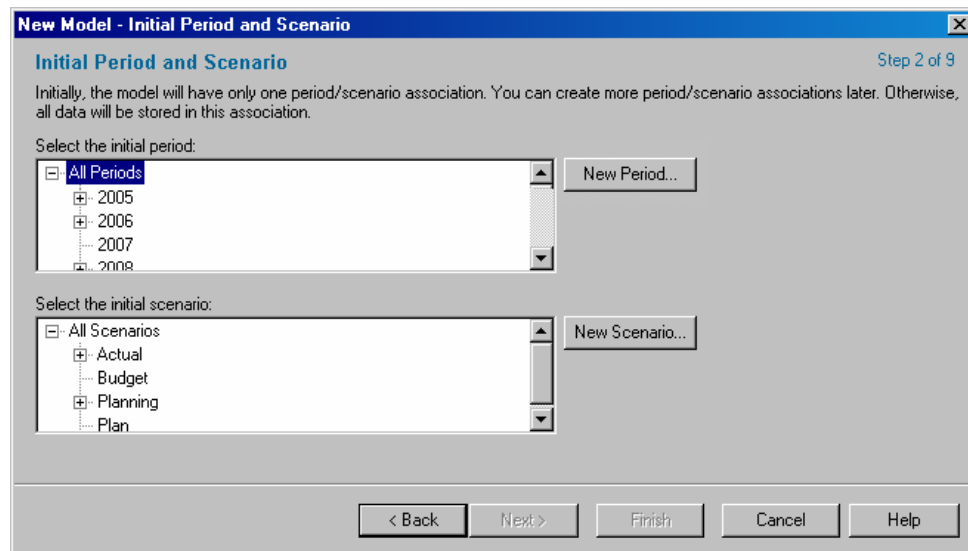 New Model - Initial Period and Scenario
Initial Period and Scenario
Step 2 of 9
Initially, the model will have only one period/scenario association. You can create more period/scenario associations later. Otherwise,
all data will be stored in this association.
Select the initial period:
All Periods
New Period...
2005
2006
2007
2008
Select the initial scenario:
All Scenarios
New Scenario...
Actual
Budget
Planning
Plan
< Back
Next >
Finish
Cancel
Help